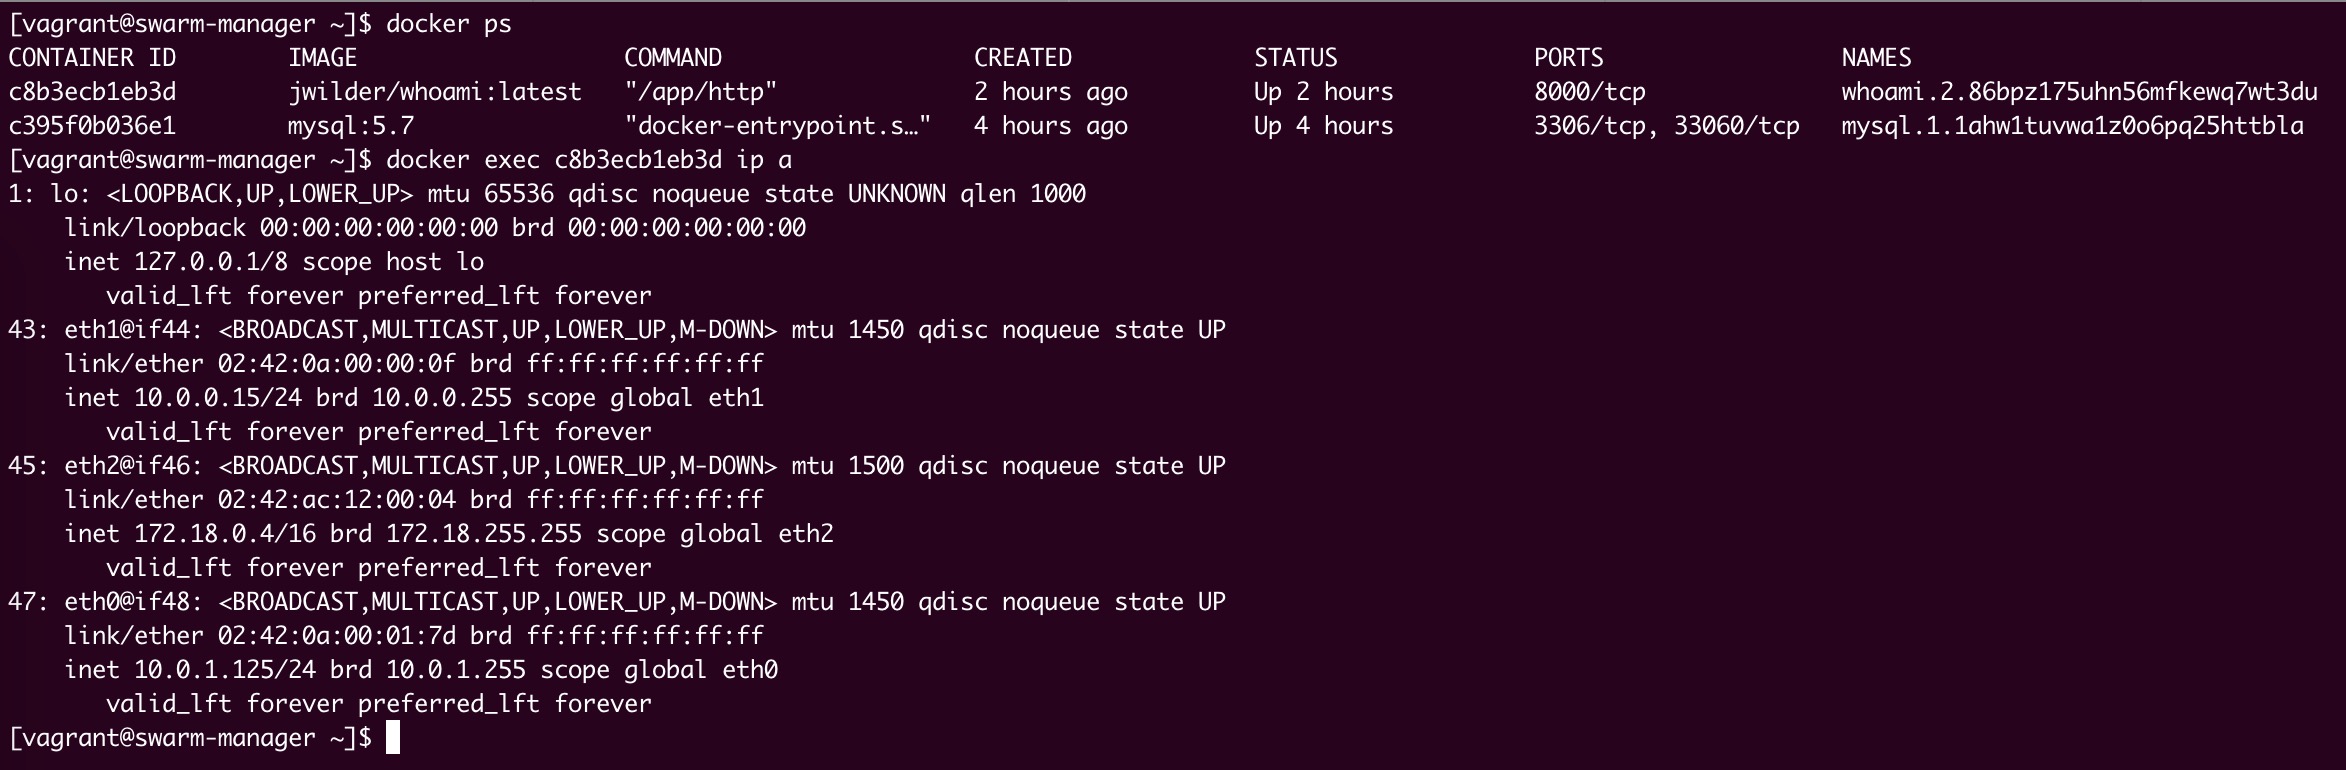 [vagrant@swarm-manager ~]$ docker ps
CONTAINER ID        IMAGE                   COMMAND                  CREATED             STATUS              PORTS                 NAMES
c8b3ecb1eb3d        jwilder/whoami:latest   "/app/http"              2 hours ago         Up 2 hours          8000/tcp              whoami.2.86bpz175uhn56mfkewq7wt3du
c395f0b036e1        mysql:5.7               "docker-entrypoint.s…"   4 hours ago         Up 4 hours          3306/tcp, 33060/tcp   mysql.1.1ahw1tuvwa1z0o6pq25httbla
[vagrant@swarm-manager ~]$ docker exec c8b3ecb1eb3d ip a
1: lo: <LOOPBACK,UP,LOWER_UP> mtu 65536 qdisc noqueue state UNKNOWN qlen 1000
    link/loopback 00:00:00:00:00:00 brd 00:00:00:00:00:00
    inet 127.0.0.1/8 scope host lo
       valid_lft forever preferred_lft forever
43: eth1@if44: <BROADCAST,MULTICAST,UP,LOWER_UP,M-DOWN> mtu 1450 qdisc noqueue state UP
    link/ether 02:42:0a:00:00:0f brd ff:ff:ff:ff:ff:ff
    inet 10.0.0.15/24 brd 10.0.0.255 scope global eth1
       valid_lft forever preferred_lft forever
45: eth2@if46: <BROADCAST,MULTICAST,UP,LOWER_UP,M-DOWN> mtu 1500 qdisc noqueue state UP
    link/ether 02:42:ac:12:00:04 brd ff:ff:ff:ff:ff:ff
    inet 172.18.0.4/16 brd 172.18.255.255 scope global eth2
       valid_lft forever preferred_lft forever
47: eth0@if48: <BROADCAST,MULTICAST,UP,LOWER_UP,M-DOWN> mtu 1450 qdisc noqueue state UP
    link/ether 02:42:0a:00:01:7d brd ff:ff:ff:ff:ff:ff
    inet 10.0.1.125/24 brd 10.0.1.255 scope global eth0
       valid_lft forever preferred_lft forever
[vagrant@swarm-manager ~]$